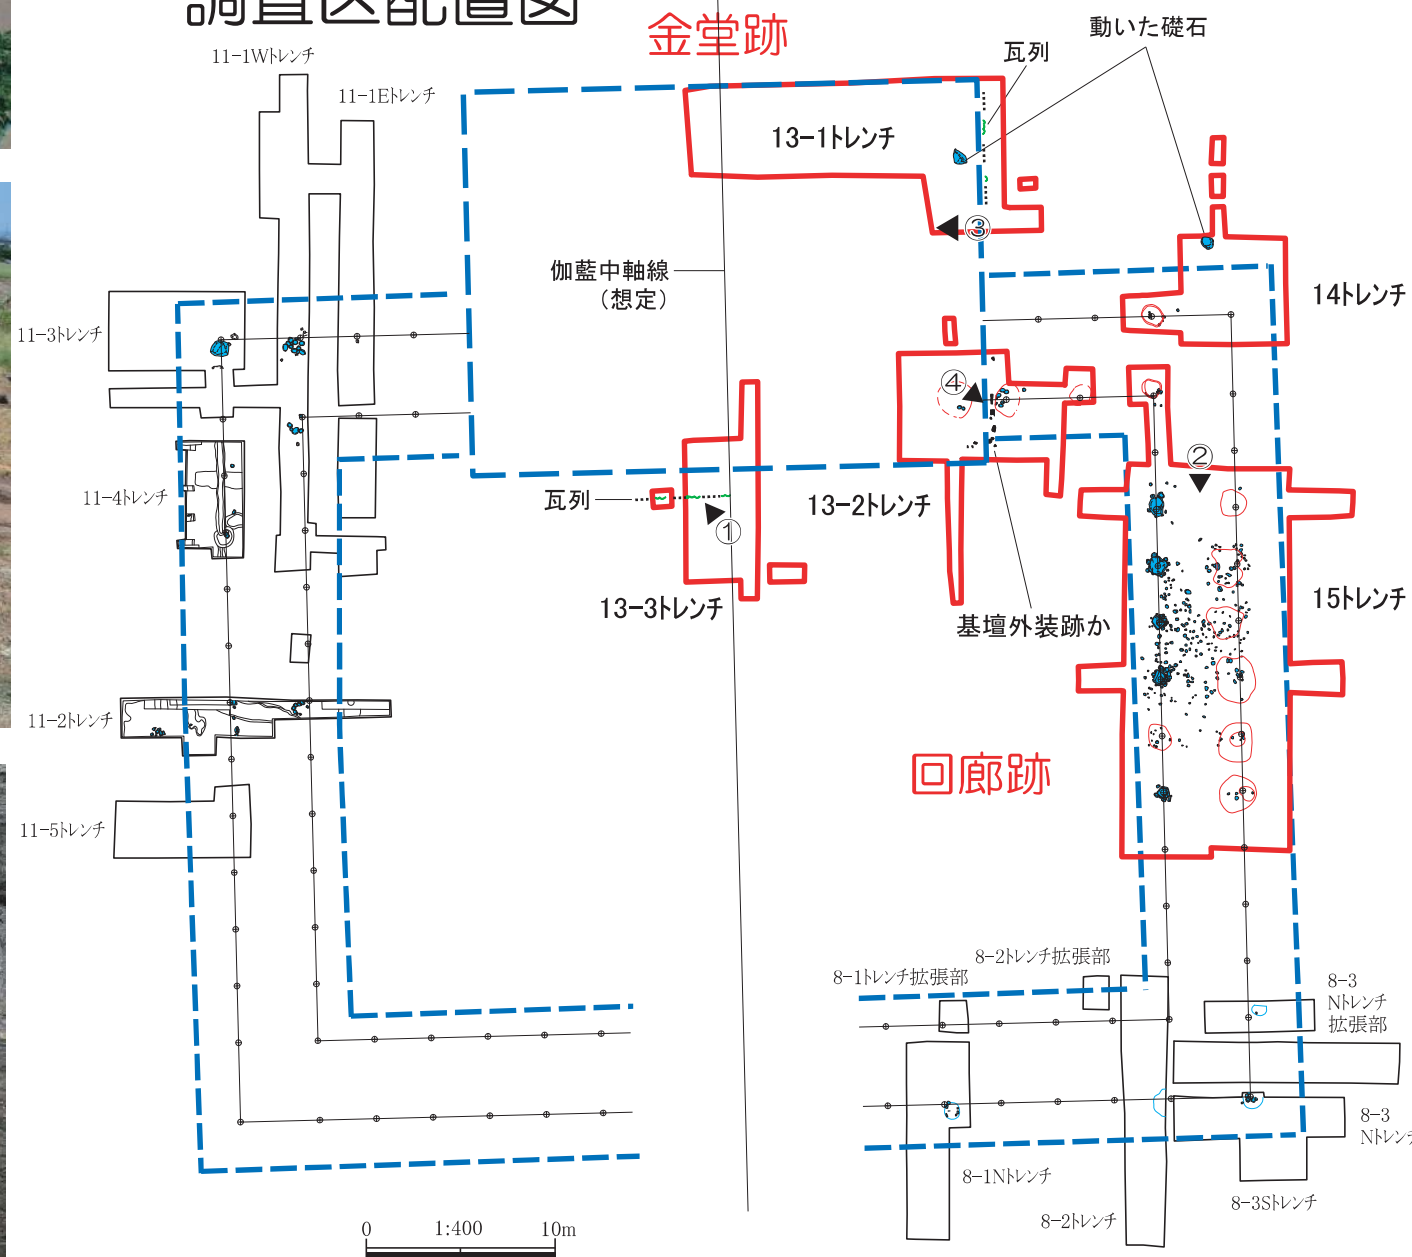 調査区配置図
金堂跡
動いた礎石
瓦列
11-1Wトレンチ
11-1Eトレンチ
13-1トレンチ
③
伽藍中軸線
（想定）
14トレンチ
11-3トレンチ
④
②
11-4トレンチ
瓦列
①
13-2トレンチ
13-3トレンチ
基壇外装跡か
15トレンチ
11-2トレンチ
回廊跡
11-5トレンチ
8-1トレンチ拡張部
8-2トレンチ拡張部
8-3
Nトレンチ
拡張部
8-3
Nトレンチ
8-1Nトレンチ
8-2トレンチ
8-3Sトレンチ
0 1:400 10m